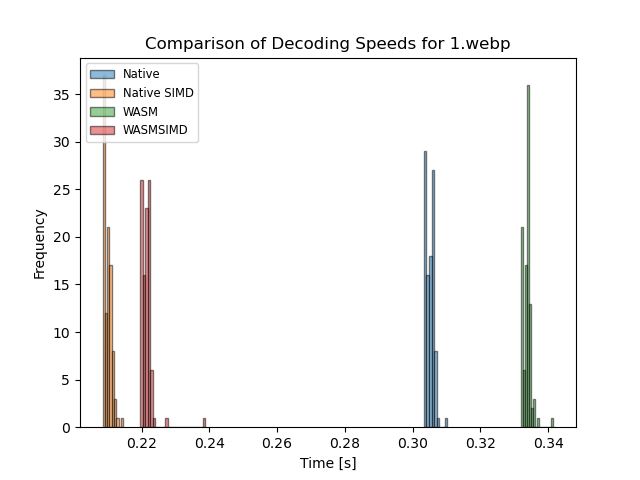 Comparison of Decoding Speeds for 1.webp
Native
Native SIMD
WASM
WASMSIMD
35
30
25
20
15
10
5
0
Frequency
0.22
0.24
0.26
0.28
0.30
0.32
0.34
Time [s]